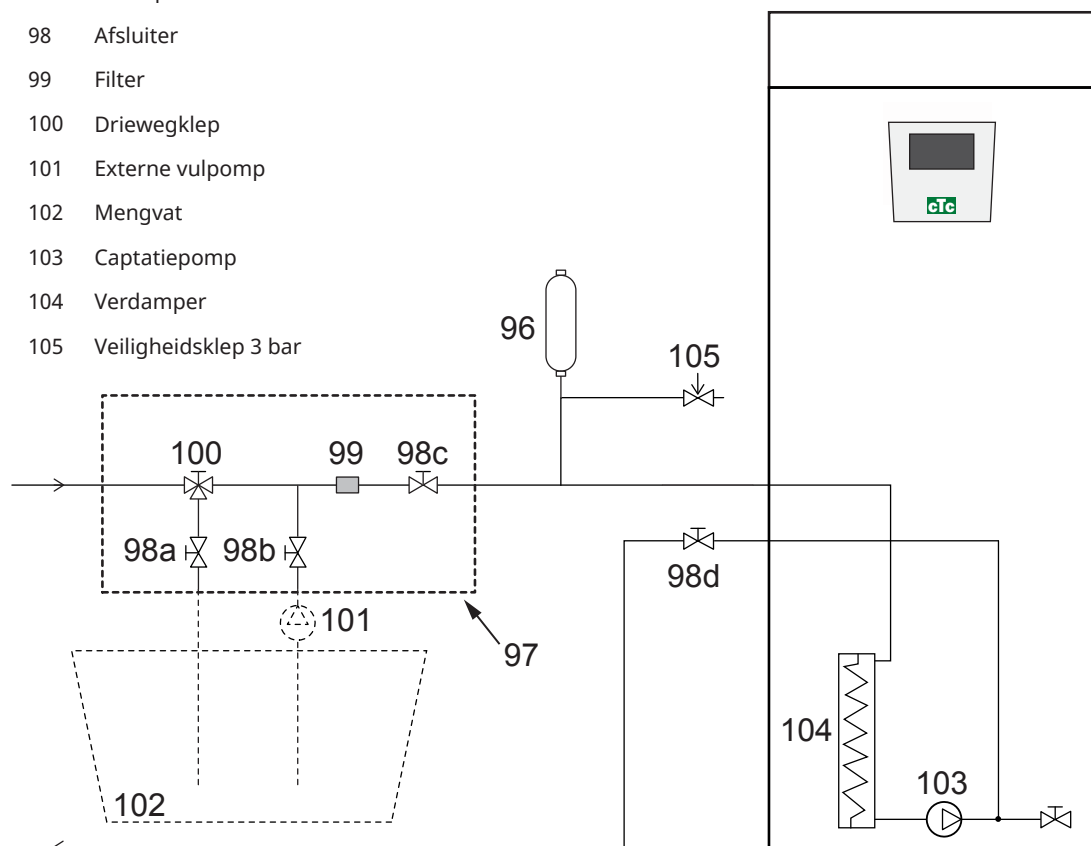 98 Afsluiter
99 Filter
100 Driewegklep
101 Externe vulpomp
102 Mengvat
103 Captatiepomp
104 Verdamper
105 Veiligheidsklep 3 bar
cTc
96
105
100
99
98c
98a
98b
98d
101
97
104
103
102